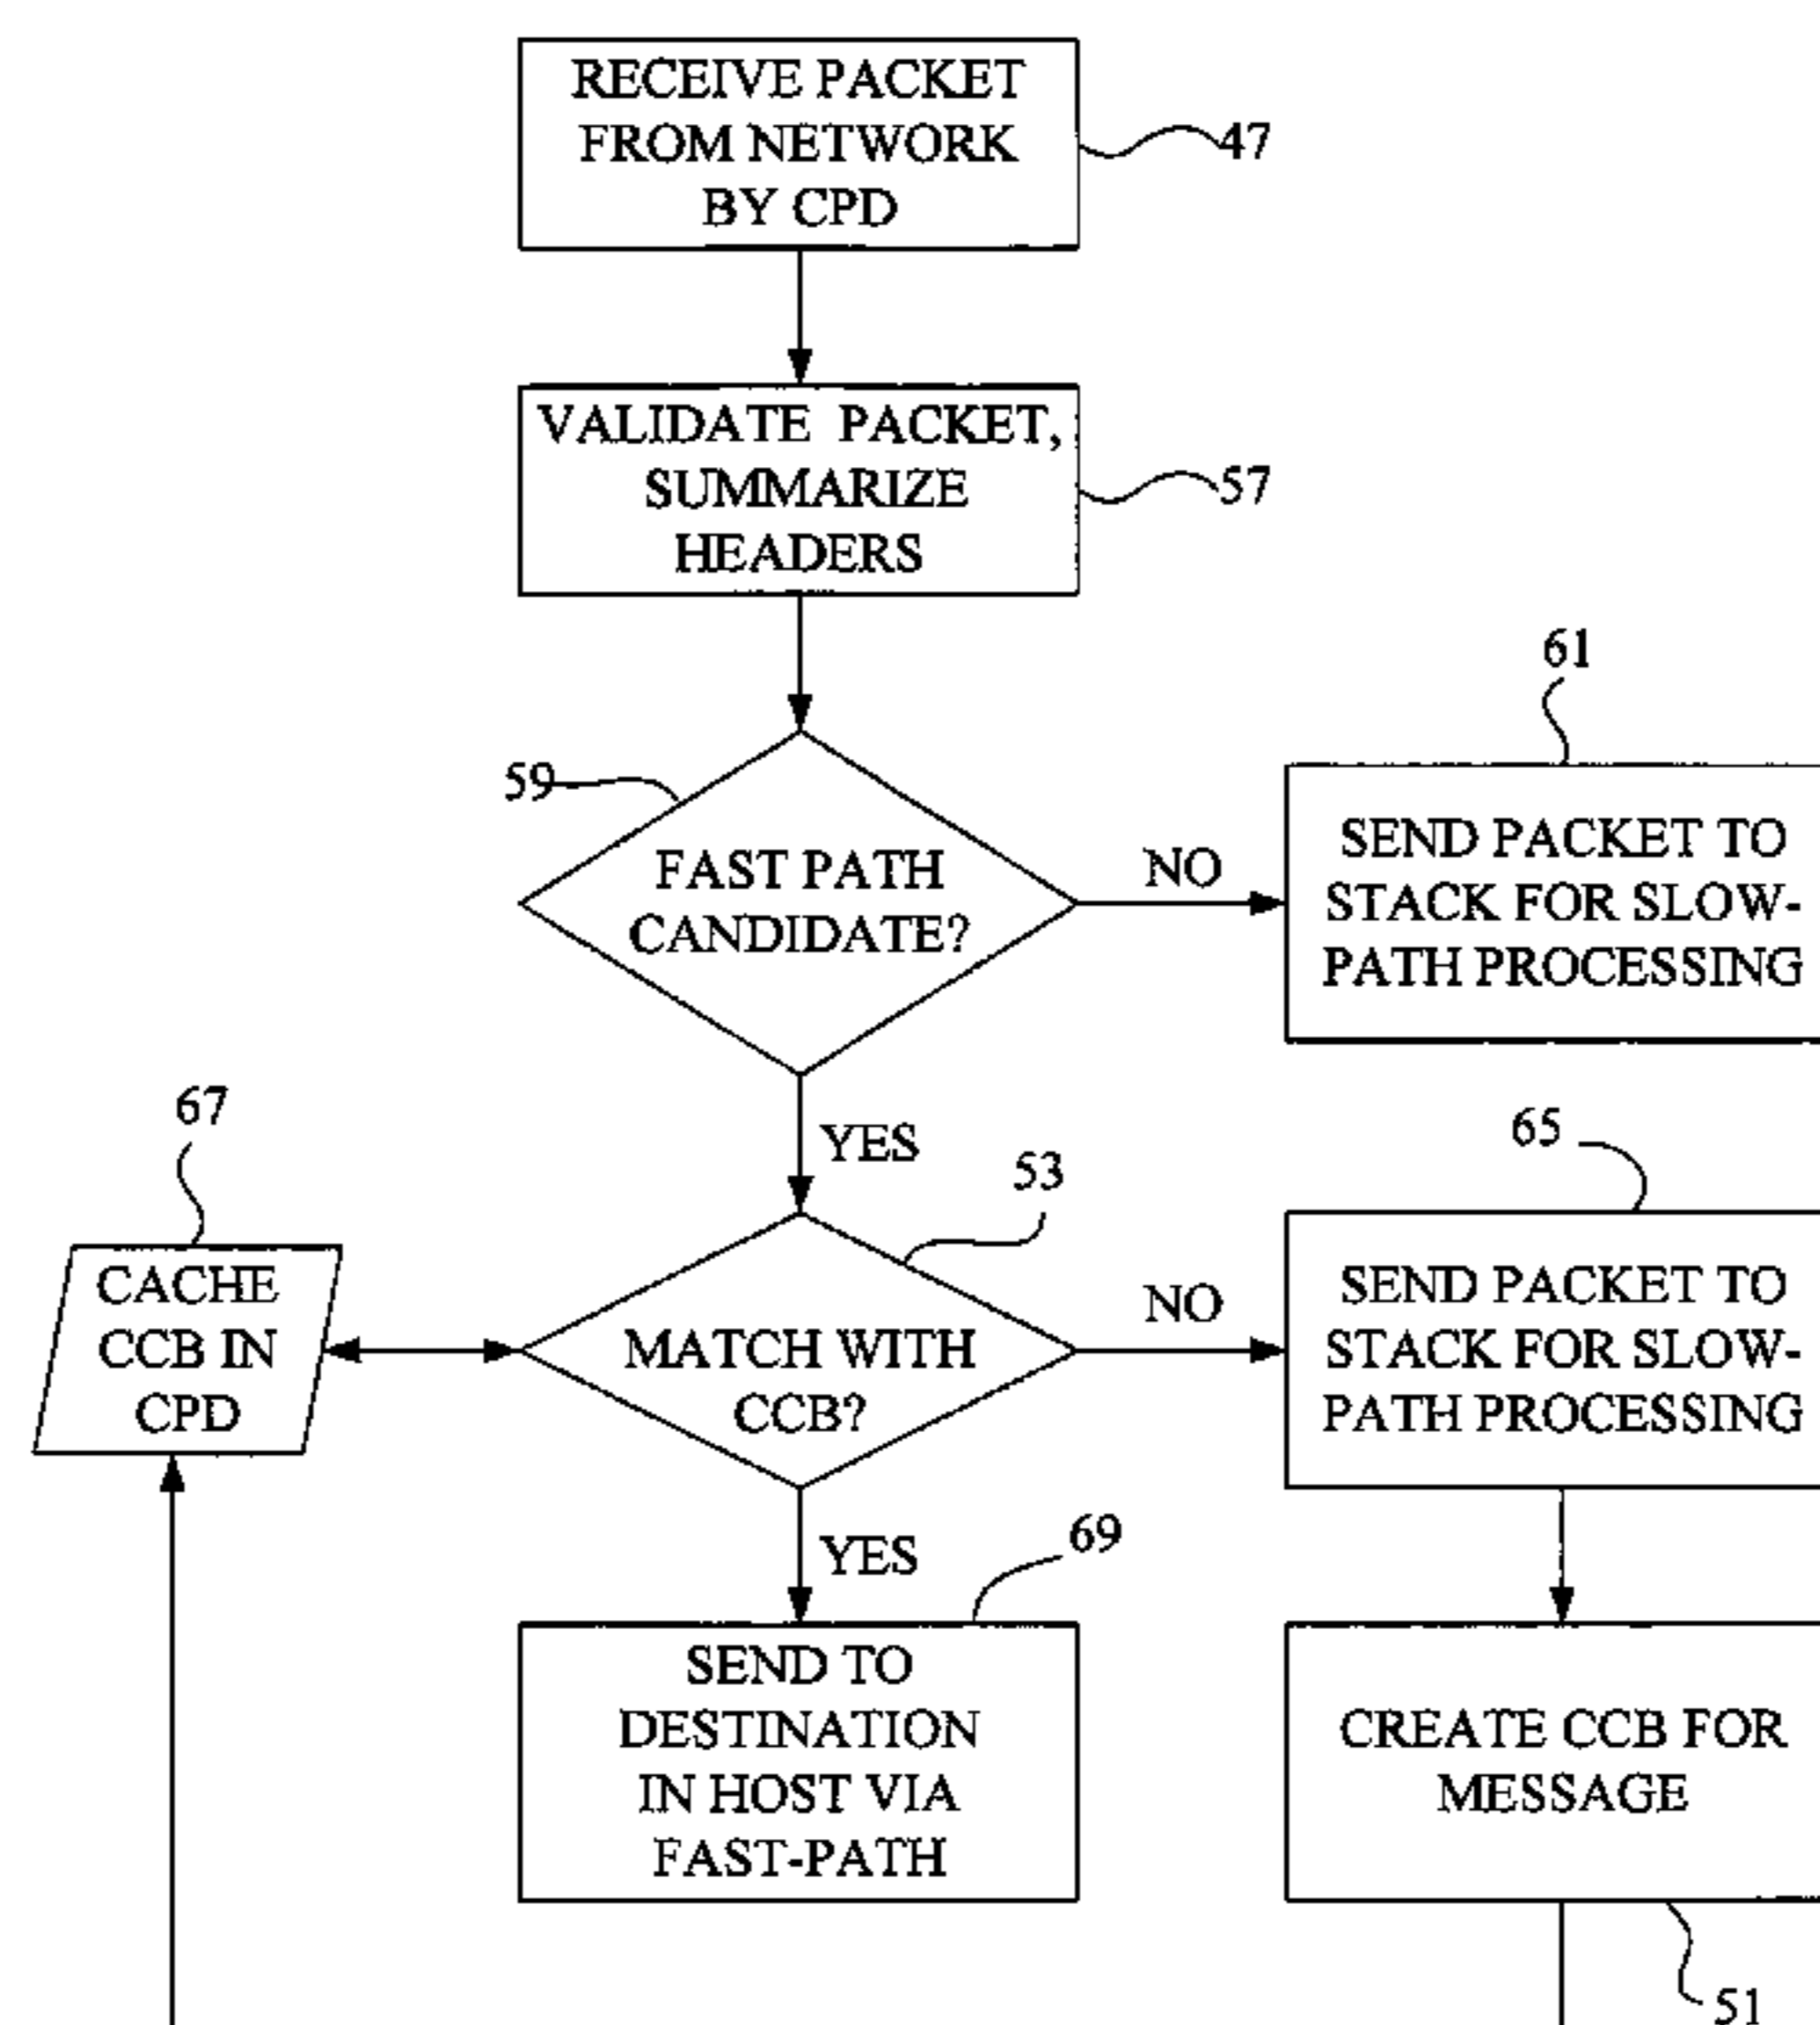 RECEIVE PACKET
FROM NETWORK
BY CPD
47
VALIDATE PACKET,
SUMMARIZE
HEADERS
57
61
59
FAST PATH
CANDIDATE?
NO
SEND PACKET TO
STACK FOR SLOW-
PATH PROCESSING
67
YES
53
65
CACHE
CCB IN
CPD
MATCH WITH
CCB?
NO
SEND PACKET TO
STACK FOR SLOW-
PATH PROCESSING
YES
69
SEND TO
DESTINATION
IN HOST VIA
FAST-PATH
CREATE CCB FOR
MESSAGE
51